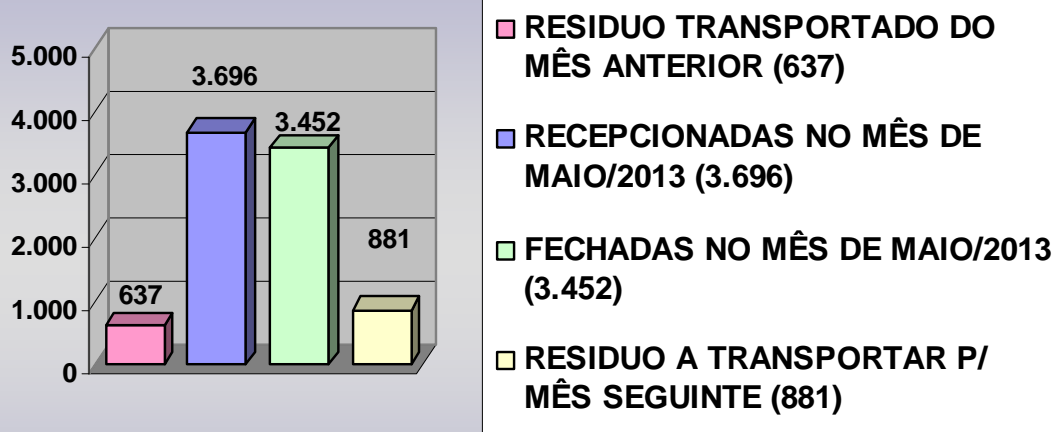 5.000
4.000
3.000
2.000
1.000
0
637
3.696
3.452
881
RESIDUO TRANSPORTADO DO
MÊS ANTERIOR (637)
RECEPCIONADAS NO MÊS DE
MAIO/2013 (3.696)
FECHADAS NO MÊS DE MAIO/2013
(3.452)
RESIDUO A TRANSPORTAR P/
MÊS SEGUINTE (881)